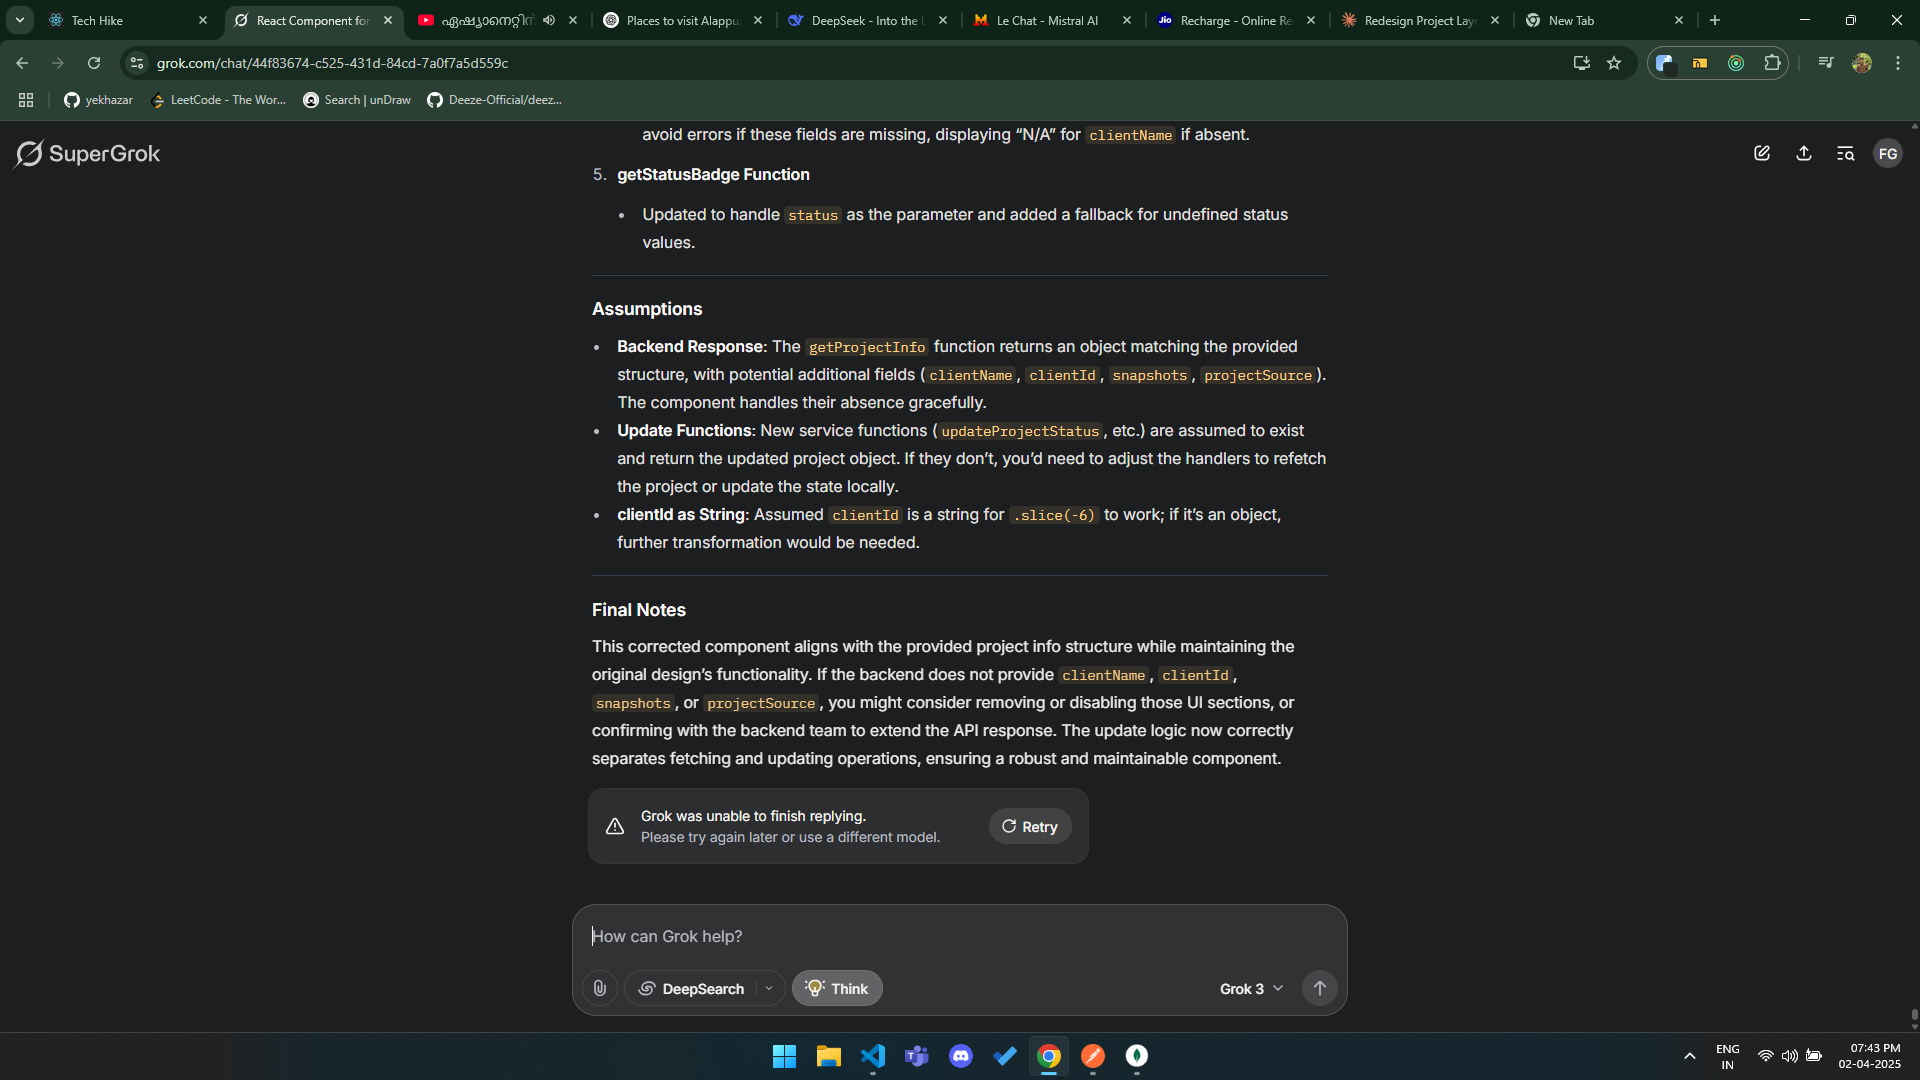 Tech Hike
React Component for
ഏഷ്യാനെറ്റിന്
Places to visit Alappu
DeepSeek - Into the U
Le Chat - Mistral AI
Recharge - Online Re
Redesign Project Layo
New Tab
grok.com/chat/44f83674-c525-431d-84cd-7a0f7a5d559c
yekhazar
LeetCode - The Wor...
Search | unDraw
Deeze-Official/deez...
SuperGrok
FG
avoid errors if these fields are missing, displaying “N/A” for clientName if absent.
5. getStatusBadge Function
• Updated to handle status as the parameter and added a fallback for undefined status
values.
Assumptions
• Backend Response: The getProjectInfo function returns an object matching the provided
structure, with potential additional fields (clientName, clientId, snapshots, projectSource).
The component handles their absence gracefully.
• Update Functions: New service functions (updateProjectStatus, etc.) are assumed to exist
and return the updated project object. If they don’t, you’d need to adjust the handlers to refetch
the project or update the state locally.
• clientId as String: Assumed clientId is a string for .slice(-6) to work; if it’s an object,
further transformation would be needed.
Final Notes
This corrected component aligns with the provided project info structure while maintaining the
original design’s functionality. If the backend does not provide clientName, clientId,
snapshots, or projectSource, you might consider removing or disabling those UI sections, or
confirming with the backend team to extend the API response. The update logic now correctly
separates fetching and updating operations, ensuring a robust and maintainable component.
Grok was unable to finish replying.
Please try again later or use a different model.
Retry
How can Grok help?
DeepSearch
Think
Grok 3
ENG
IN
07:43 PM
02-04-2025